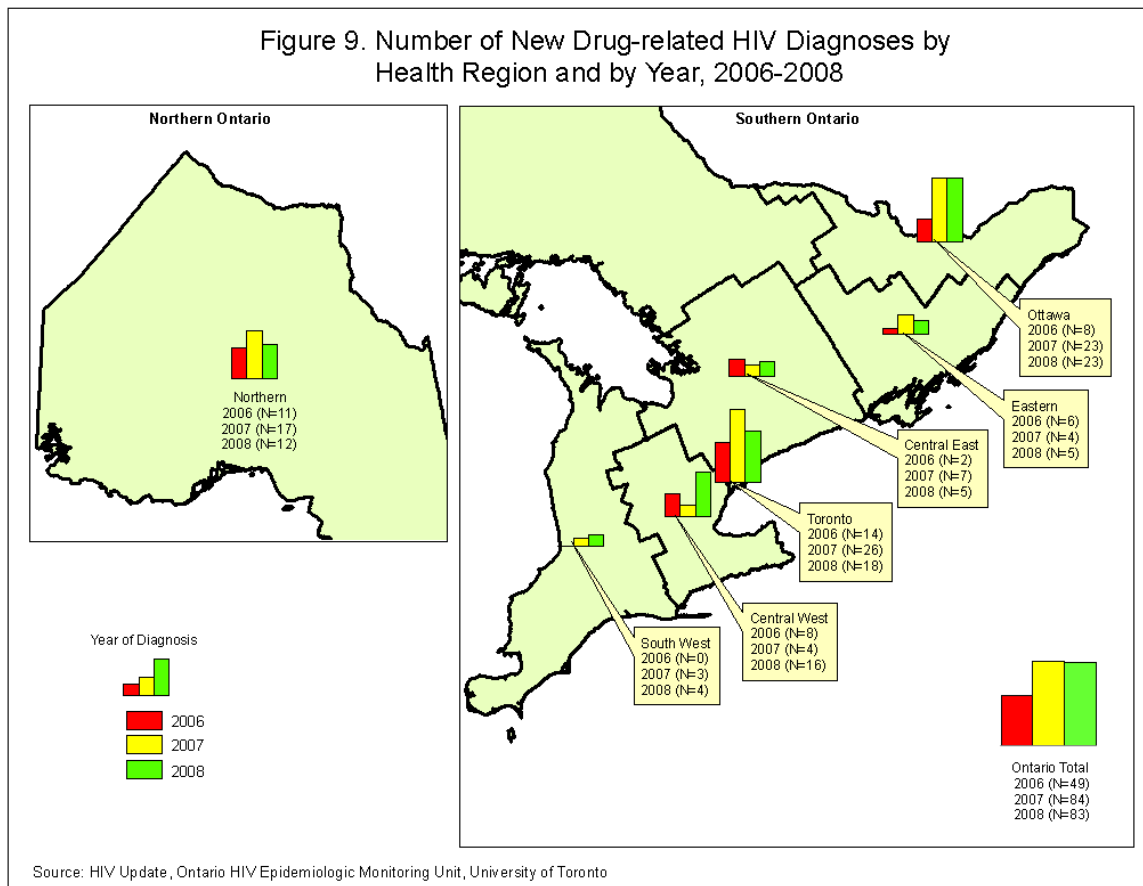 Figure 9. Number of New Drug-related HIV Diagnoses by
Health Region and by Year, 2006-2008
Northern Ontario
Northern
2006 (N=11)
2007 (N=17)
2008 (N=12)
Southern Ontario
Ottawa
2006 (N=8)
2007 (N=23)
2008 (N=23)
Eastern
2006 (N=6)
2007 (N=4)
2008 (N=5)
Central East
2006 (N=2)
2007 (N=7)
2008 (N=5)
Toronto
2006 (N=14)
2007 (N=26)
2008 (N=18)
Central West
2006 (N=8)
2007 (N=4)
2008 (N=16)
South West
2006 (N=0)
2007 (N=3)
2008 (N=4)
Year of Diagnosis
2006
2007
2008
Ontario Total
2006 (N=49)
2007 (N=84)
2008 (N=83)
Source: HIV Update, Ontario HIV Epidemiologic Monitoring Unit, University of Toronto